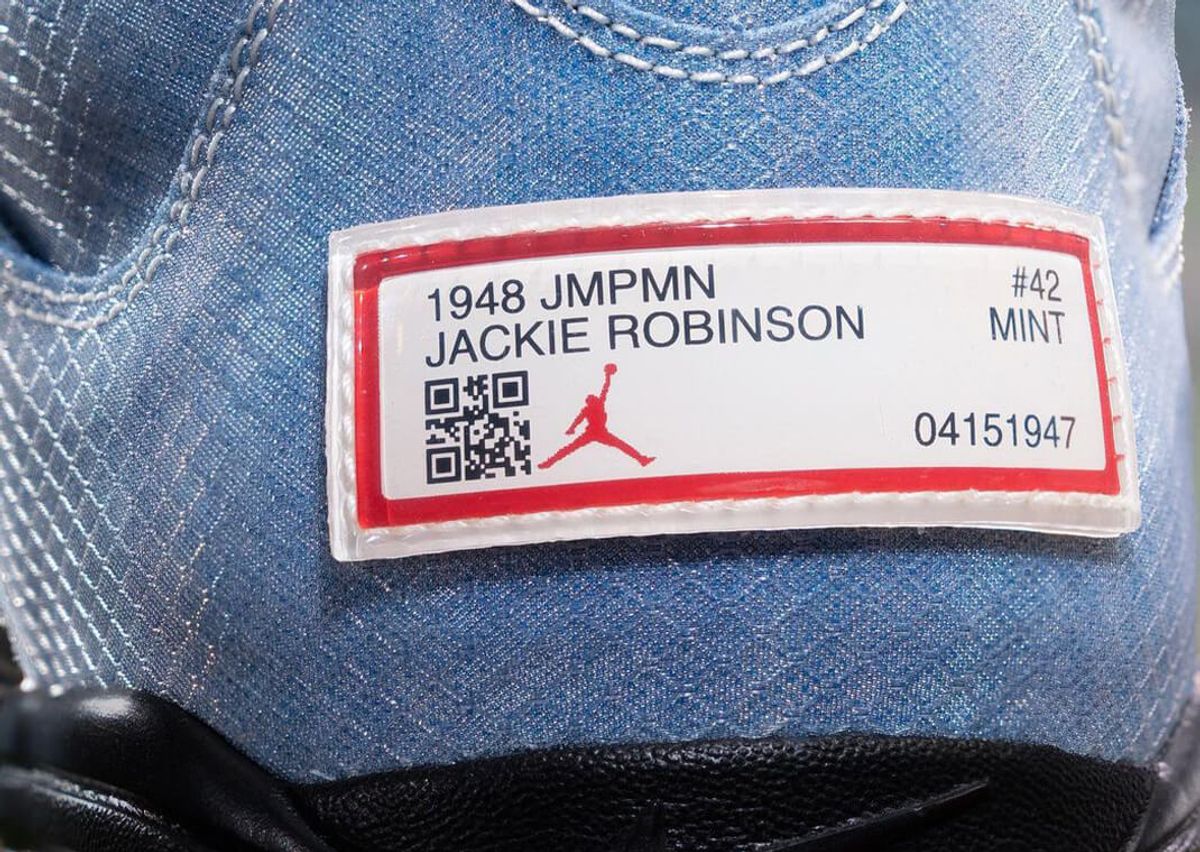 1948 JMPMN #42
JACKIE ROBINSON MINT
04151947